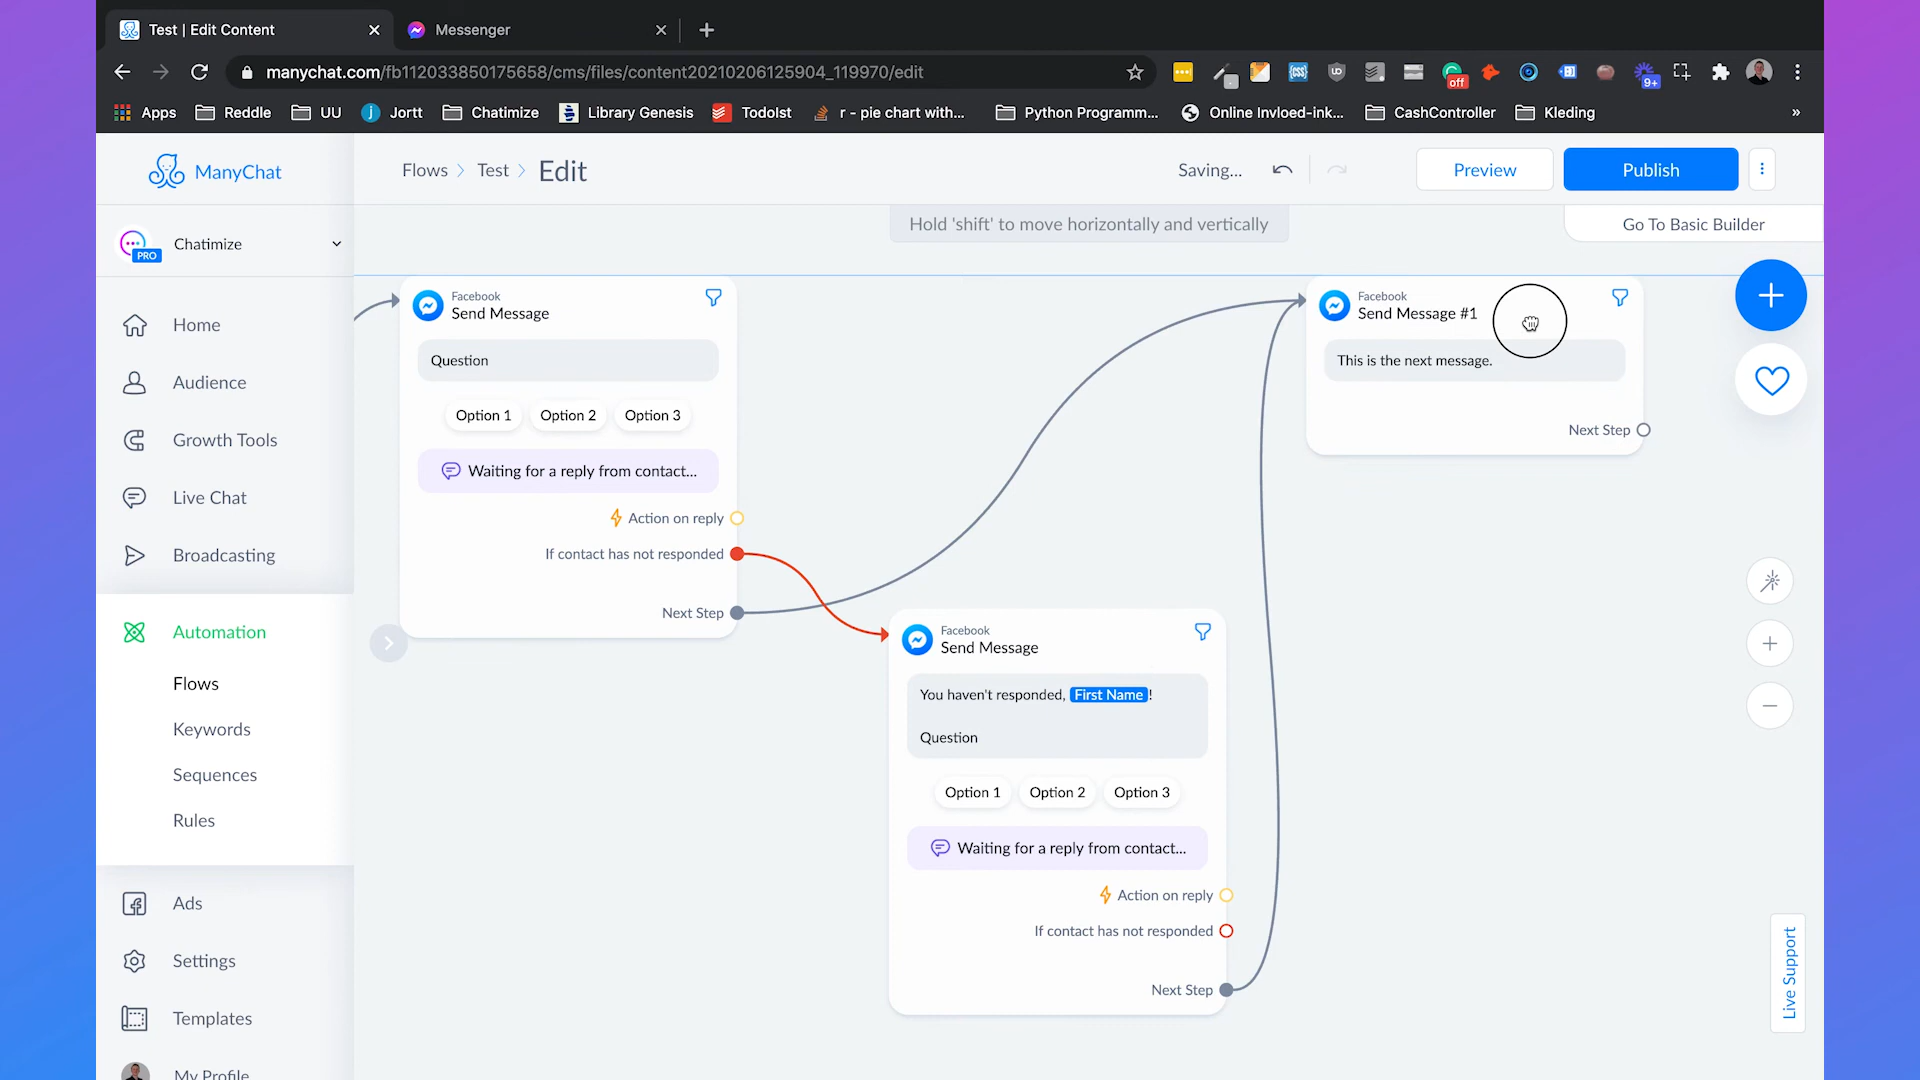 Test | Edit Content
Messenger
manychat.com/fb112033850175658/cms/files/content20210206125904_119970/edit
UD
off
9+
Apps
Reddle
UU
Jortt
Chatimize
Library Genesis
TodoIst
r - pie chart with...
Python Programm...
Online Invloed-ink...
CashController
Kleding
»
ManyChat
Flows
Test
Edit
Saving...
Preview
Publish
Hold 'shift' to move horizontally and vertically
Go To Basic Builder
PRO
Chatimize
Home
Audience
Growth Tools
Live Chat
Broadcasting
Automation
Flows
Keywords
Sequences
Rules
Ads
Settings
Templates
My Profile
Facebook
Send Message
Question
Option 1
Option 2
Option 3
Waiting for a reply from contact...
Action on reply
If contact has not responded
Next Step
Facebook
Send Message #1
This is the next message.
Next Step
Facebook
Send Message
You haven't responded, First Name!
Question
Option 1
Option 2
Option 3
Waiting for a reply from contact...
Action on reply
If contact has not responded
Next Step
Live Support